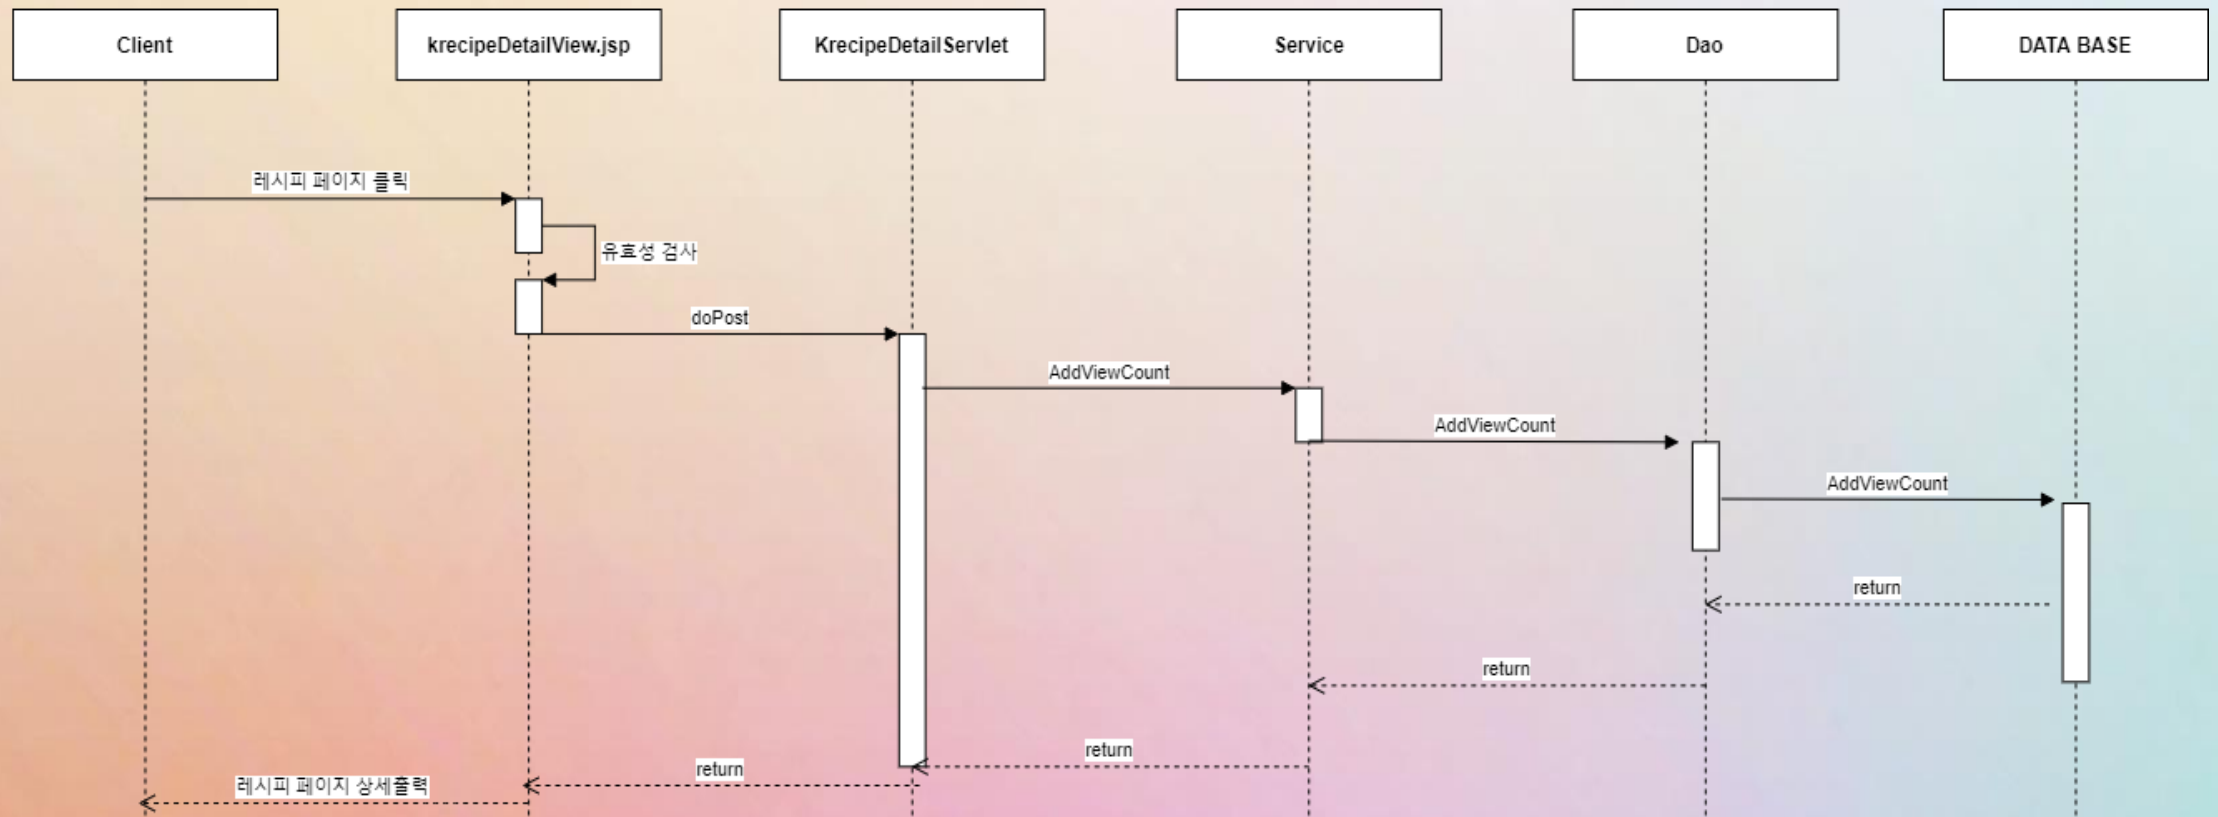 Client
krecipeDetailView.jsp
KrecipeDetailServlet
Service
Dao
DATA BASE
레시피 페이지 클릭
유효성 검사
doPost
AddViewCount
AddViewCount
AddViewCount
return
return
return
return
레시피 페이지 상세출력